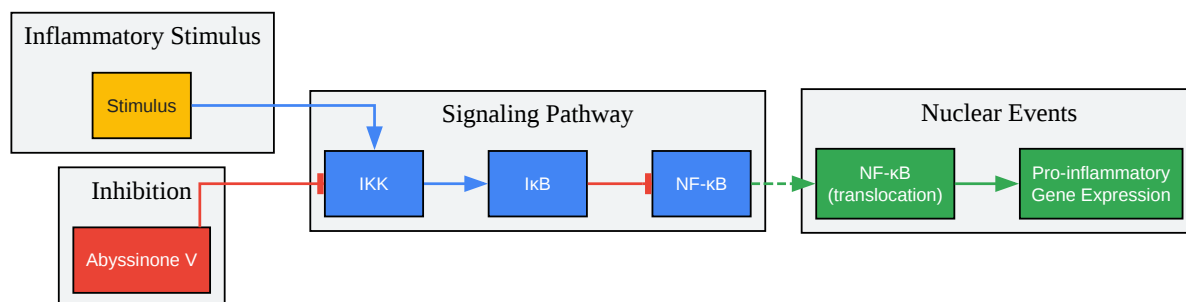 Inflammatory Stimulus
Stimulus
Signaling Pathway
Nuclear Events
IKK
IκB
NF-κB
NF-κB
(translocation)
Pro-inflammatory
Gene Expression
Inhibition
Abyssinone V